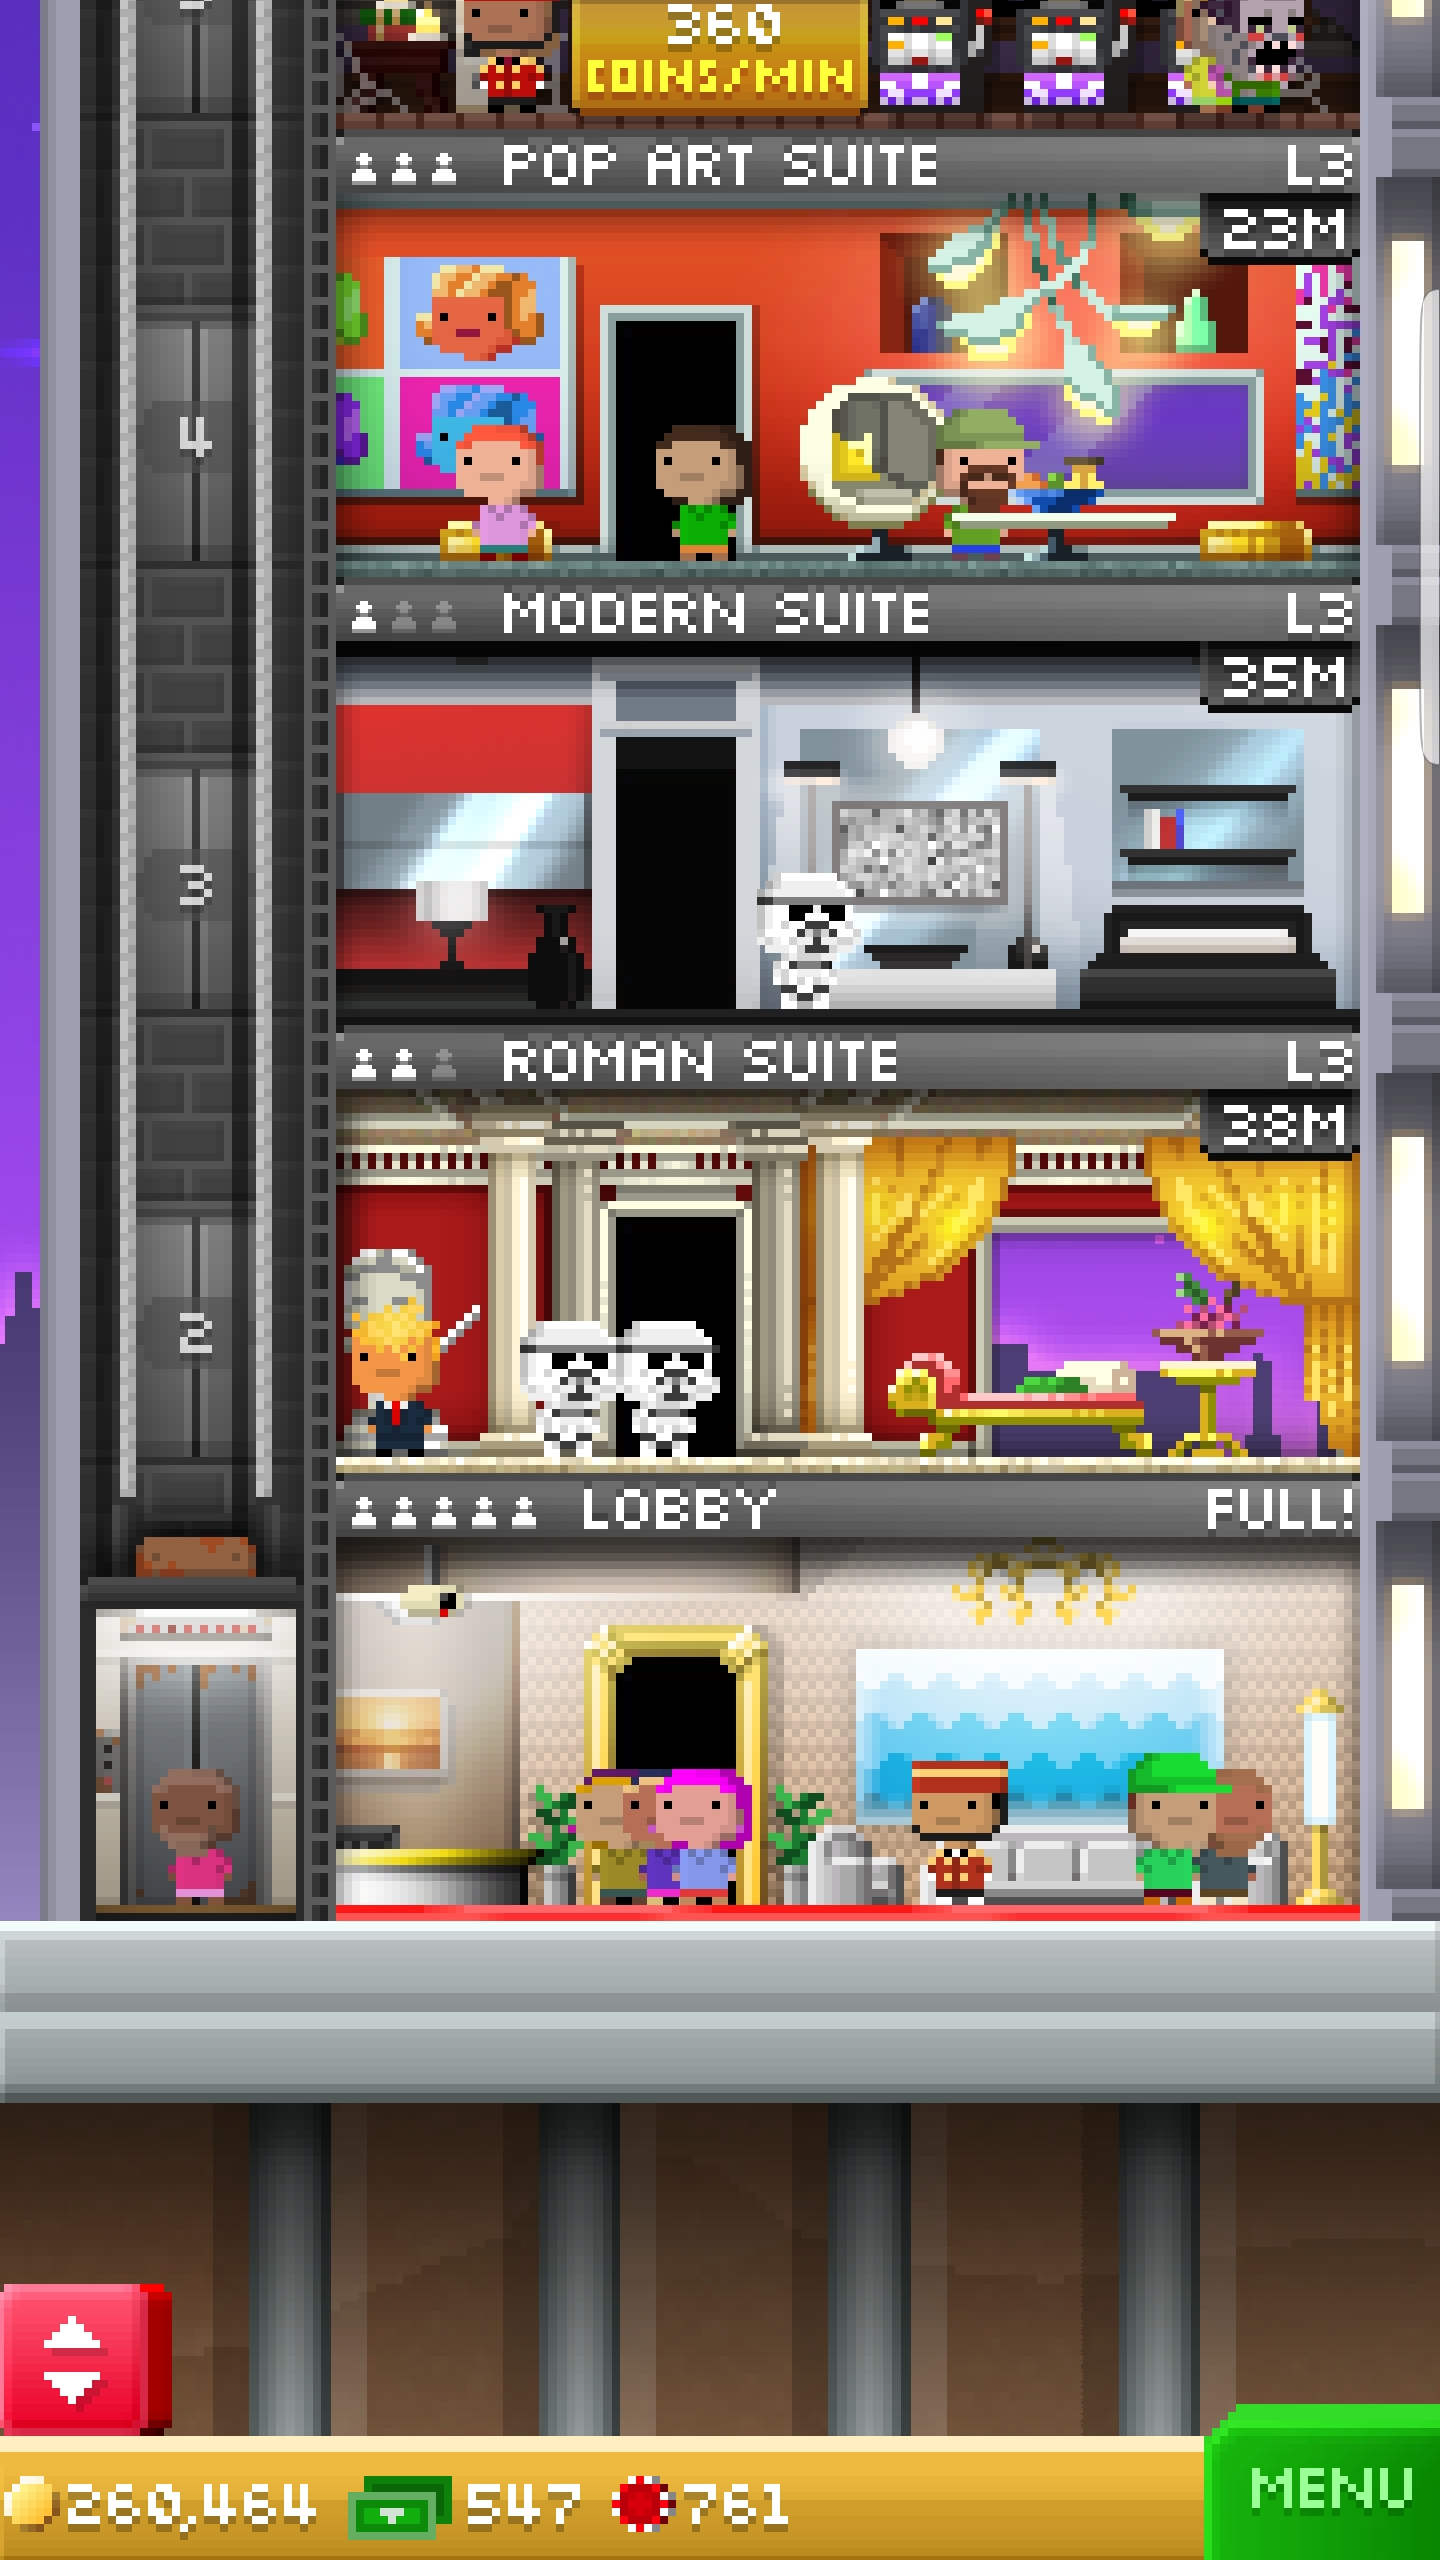 360
COINS/MIN
POP ART SUITE L3
23M
4
MODERN SUITE L3
35M
3
ROMAN SUITE L3
38M
2
LOBBY FULL!
260,464 547 761
MENU